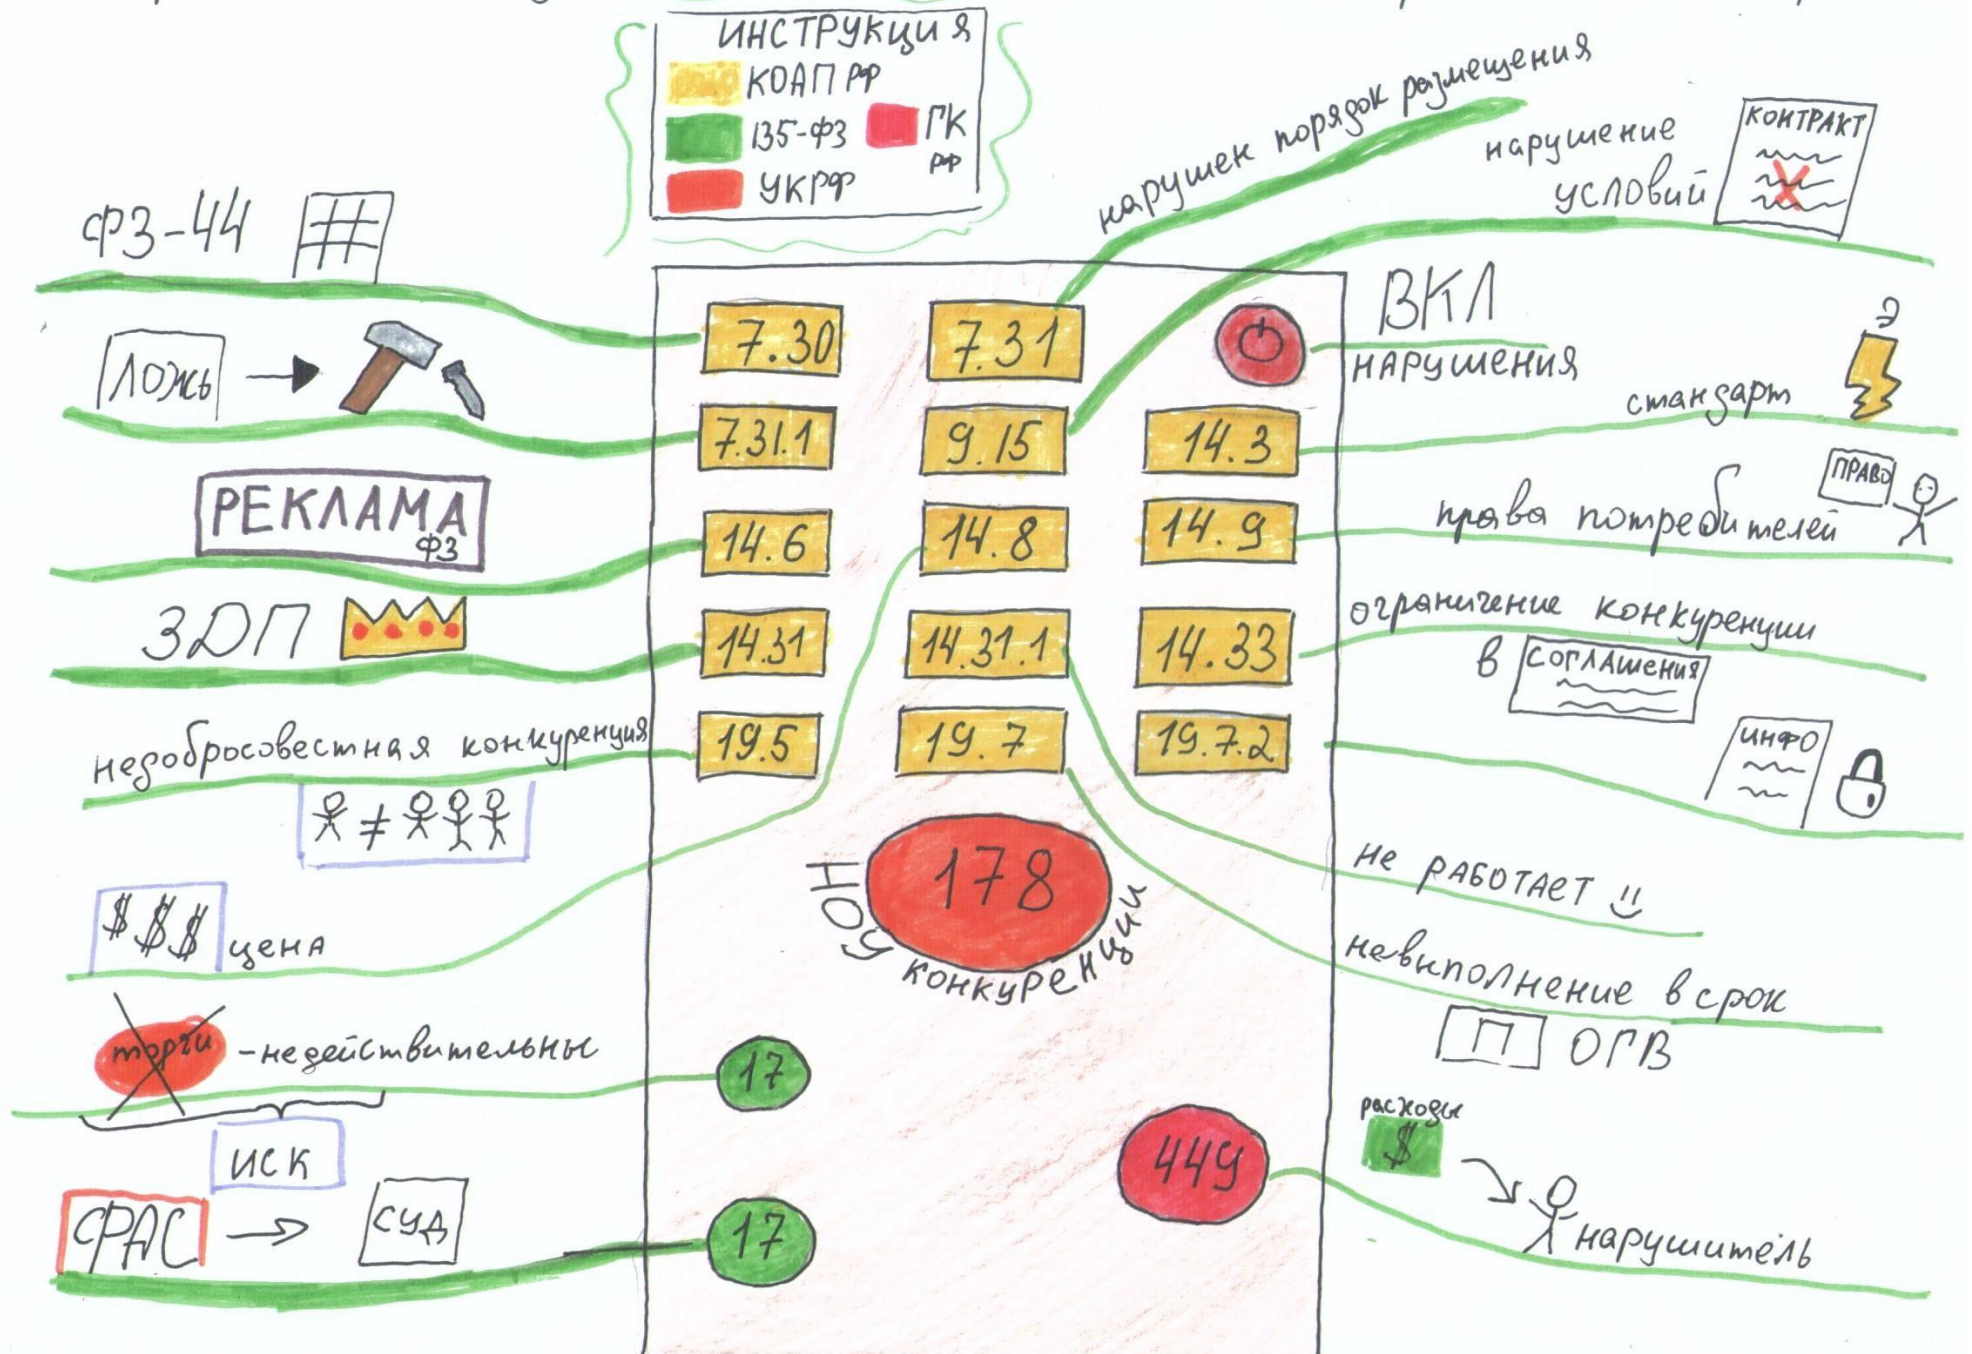 ИНСТРУКЦИЯ
КОАП РФ
135-ФЗ
ГК РФ
УКРФ
нарушен порядок размещения
нарушение
условий
КОНТРАКТ
ФЗ-44
ВКЛ
НАРУШЕНИЯ
7.30
7.31
ЛОЖЬ
Э
стандарт
7.31.1
9.15
14.3
РЕКЛАМА
ФЗ
ПРАВО
права потребителей
14.6
14.8
14.9
ЗДП
ограничение конкуренции
в СОГЛАШЕНИЯ
14.31
14.31.1
14.33
недобросовестная конкуренция
19.5
19.7
19.7.2
ИНФО
≠
178
НОУ КОНКУРЕНЦИИ
не РАБОТАЕТ
$$$ цена
невыполнение в срок
П ОГВ
торги - недействительны
17
расходы
$
449
ИСК
ФАС → СУД
17
нарушитель